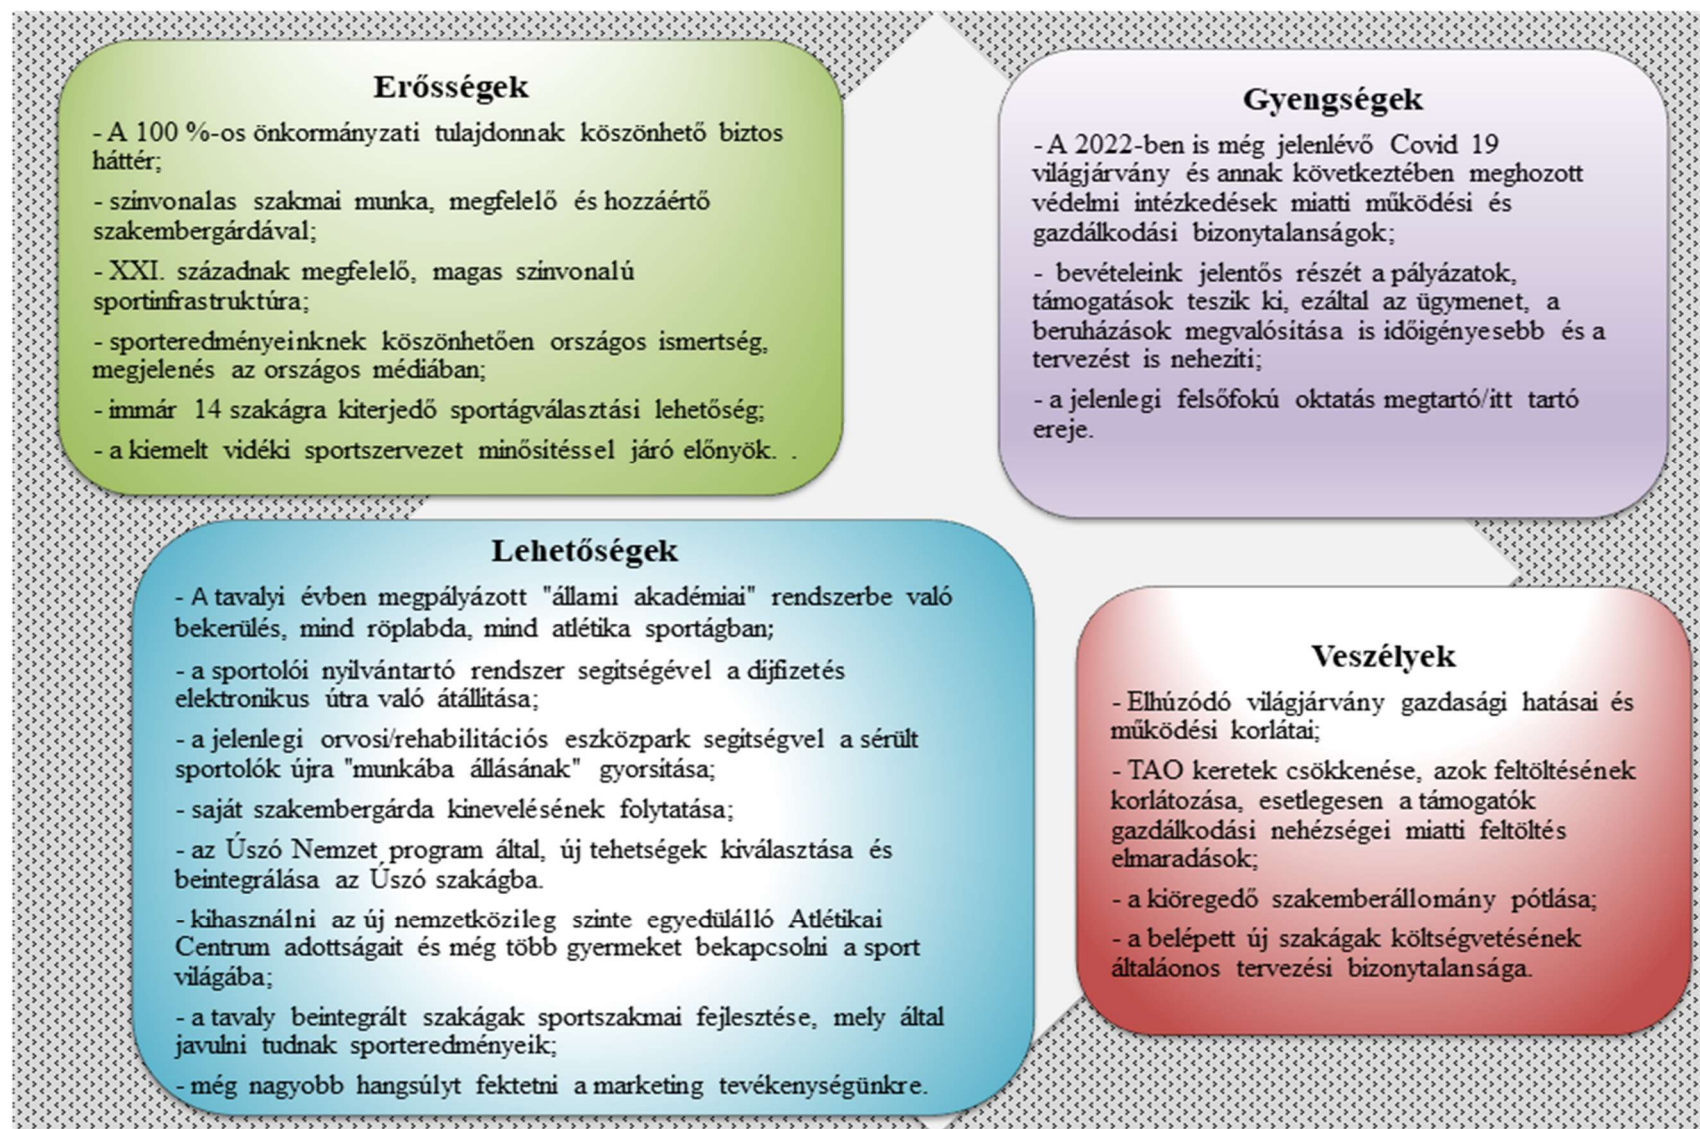 Erősségek
- A 100 %-os önkormányzati tulajdonnak köszönhető biztos
háttér;
- szinvonalas szakmai munka, megfelelő és hozzáértő
szakembergárdával;
- XXI. századnak megfelelő, magas szinvonalú
sportinfrastruktúra;
- sporteredményeinknek köszönhetően országos ismertség,
megjelenés az országos médiában;
- immár 14 szakágra kiterjedő sportágválasztási lehetőség;
- a kiemelt vidéki sportszervezet minősítéssel járó előnyök. .
Gyengségek
- A 2022-ben is még jelenlévő Covid 19
világjárvány és annak következtében meghozott
védelmi intézkedések miatti működési és
gazdálkodási bizonytalanságok;
- bevételeink jelentős részét a pályázatok,
támogatások teszik ki, ezáltal az ügymenet, a
beruházások megvalósítása is időigényesebb és a
tervezést is neheziti;
- a jelenlegi felsőfokú oktatás megtartó/itt tartó
ereje.
Lehetőségek
- A tavalyi évben megpályázott "állami akadémiai" rendszerbe való
bekerülés, mind röplabda, mind atlétika sportágban;
- a sportolói nyilvántartó rendszer segitségével a dijfizetés
elektronikus útra való átállítása;
- a jelenlegi orvosi/rehabilitációs eszközpark segitségvel a sérült
sportolók újra "munkába állásának" gyorsítása;
- saját szakembergárda kinevelésének folytatása;
- az Úszó Nemzet program által, új tehetségek kiválasztása és
beintegrálása az Úszó szakágba.
- kihasználni az új nemzetközileg szinte egyedülálló Atlétikai
Centrum adottságait és még több gyermeket bekapcsolni a sport
világába;
- a tavaly beintegrált szakágak sportszakmai fejlesztése, mely által
javulni tudnak sporteredményeik;
- még nagyobb hangsúlyt fektetni a marketing tevékenységünkre.
Veszélyek
- Elhúzódó világjárvány gazdasági hatásai és
működési korlátai;
- TAO keretek csökkenése, azok feltöltésének
korlátozása, esetlegesen a támogatók
gazdálkodási nehézségei miatti feltöltés
elmaradások;
- a kiöregedő szakemberállomány pótlása;
- a belépett új szakágak költségvetésének
általáonos tervezési bizonytalansága.